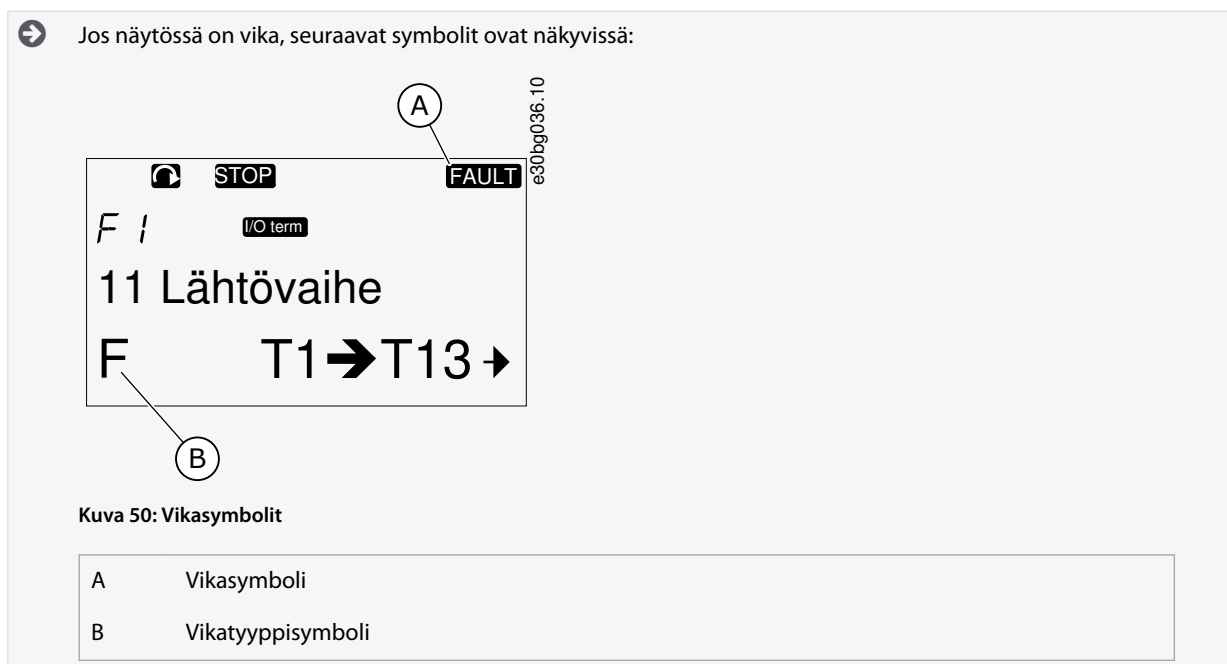 Jos näytössä on vika, seuraavat symbolit ovat näkyvissä:
A
e30bg036.10
STOP FAULT
F 1 I/O term
11 Lähtövaihe
F T1➔T13
B
Kuva 50: Vikasymbolit
A Vikasymboli
B Vikatyyppisymboli